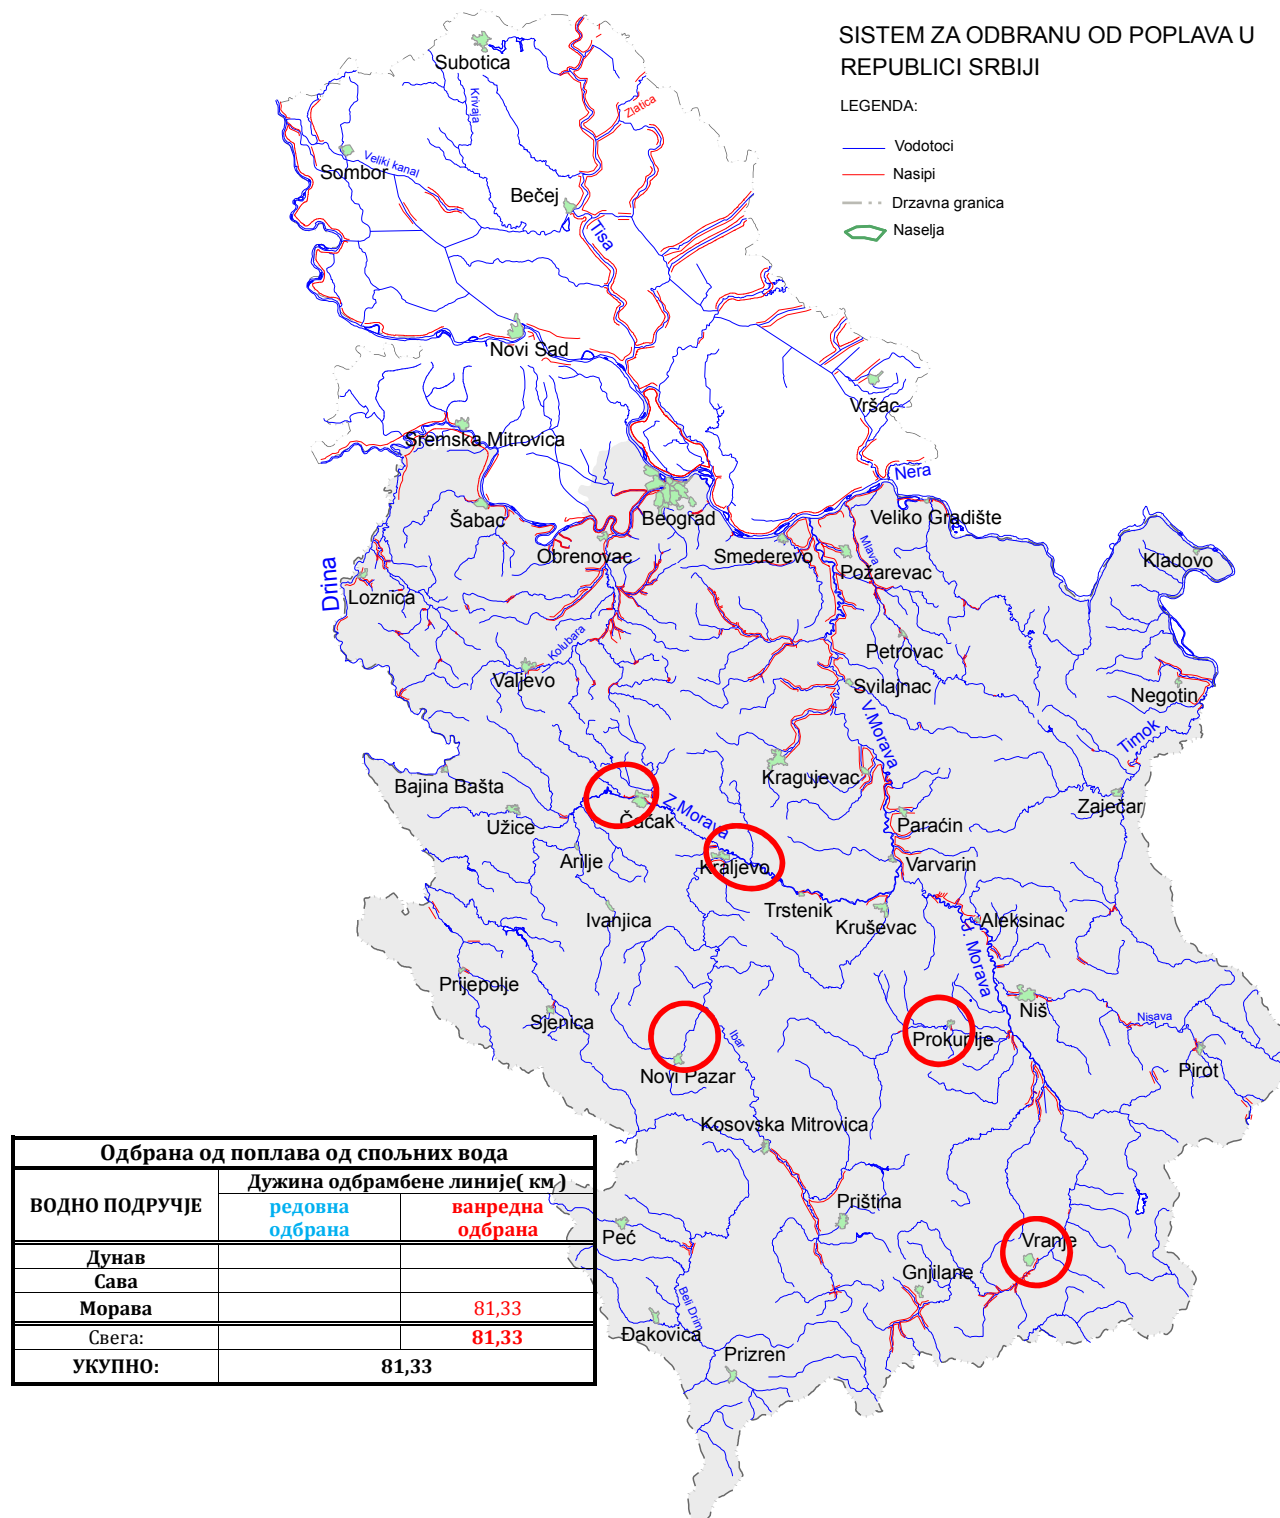 SISTEM ZA ODBRANU OD POPLAVA U
REPUBLICI SRBIJI
LEGENDA:
Vodotoci
Nasipi
Drzavna granica
Naselja
Subotica
Krivaja
Zlatica
Sombor
Veliki kanal
Bečej
Tisa
Novi Sad
Vršac
Sremska Mitrovica
Nera
Šabac
Beograd
Veliko Gradište
Obrenovac
Smederevo
Mlava
Požarevac
Kladovo
Drina
Loznica
Kolubara
Petrovac
Valjevo
Svilajnac
Negotin
V.Morava
Timok
Bajina Bašta
Kragujevac
Zaječar
Užice
Čačak
Z.Morava
Paraćin
Arilje
Kraljevo
Varvarin
Trstenik
Ivanjica
Kruševac
Aleksinac
J. Morava
Prijepolje
Sjenica
Niš
Nisava
Ibar
Prokuplje
Pirot
Novi Pazar
Kosovska Mitrovica
Priština
Peć
Vranje
Gnjilane
Beli Drim
Đakovica
Prizren
Одбрана од поплава од спољних вода
ВОДНО ПОДРУЧЈЕ
Дужина одбрамбене линије( км )
редовна одбрана
ванредна одбрана
Дунав
Сава
Морава 81,33
Свега: 81,33
УКУПНО: 81,33